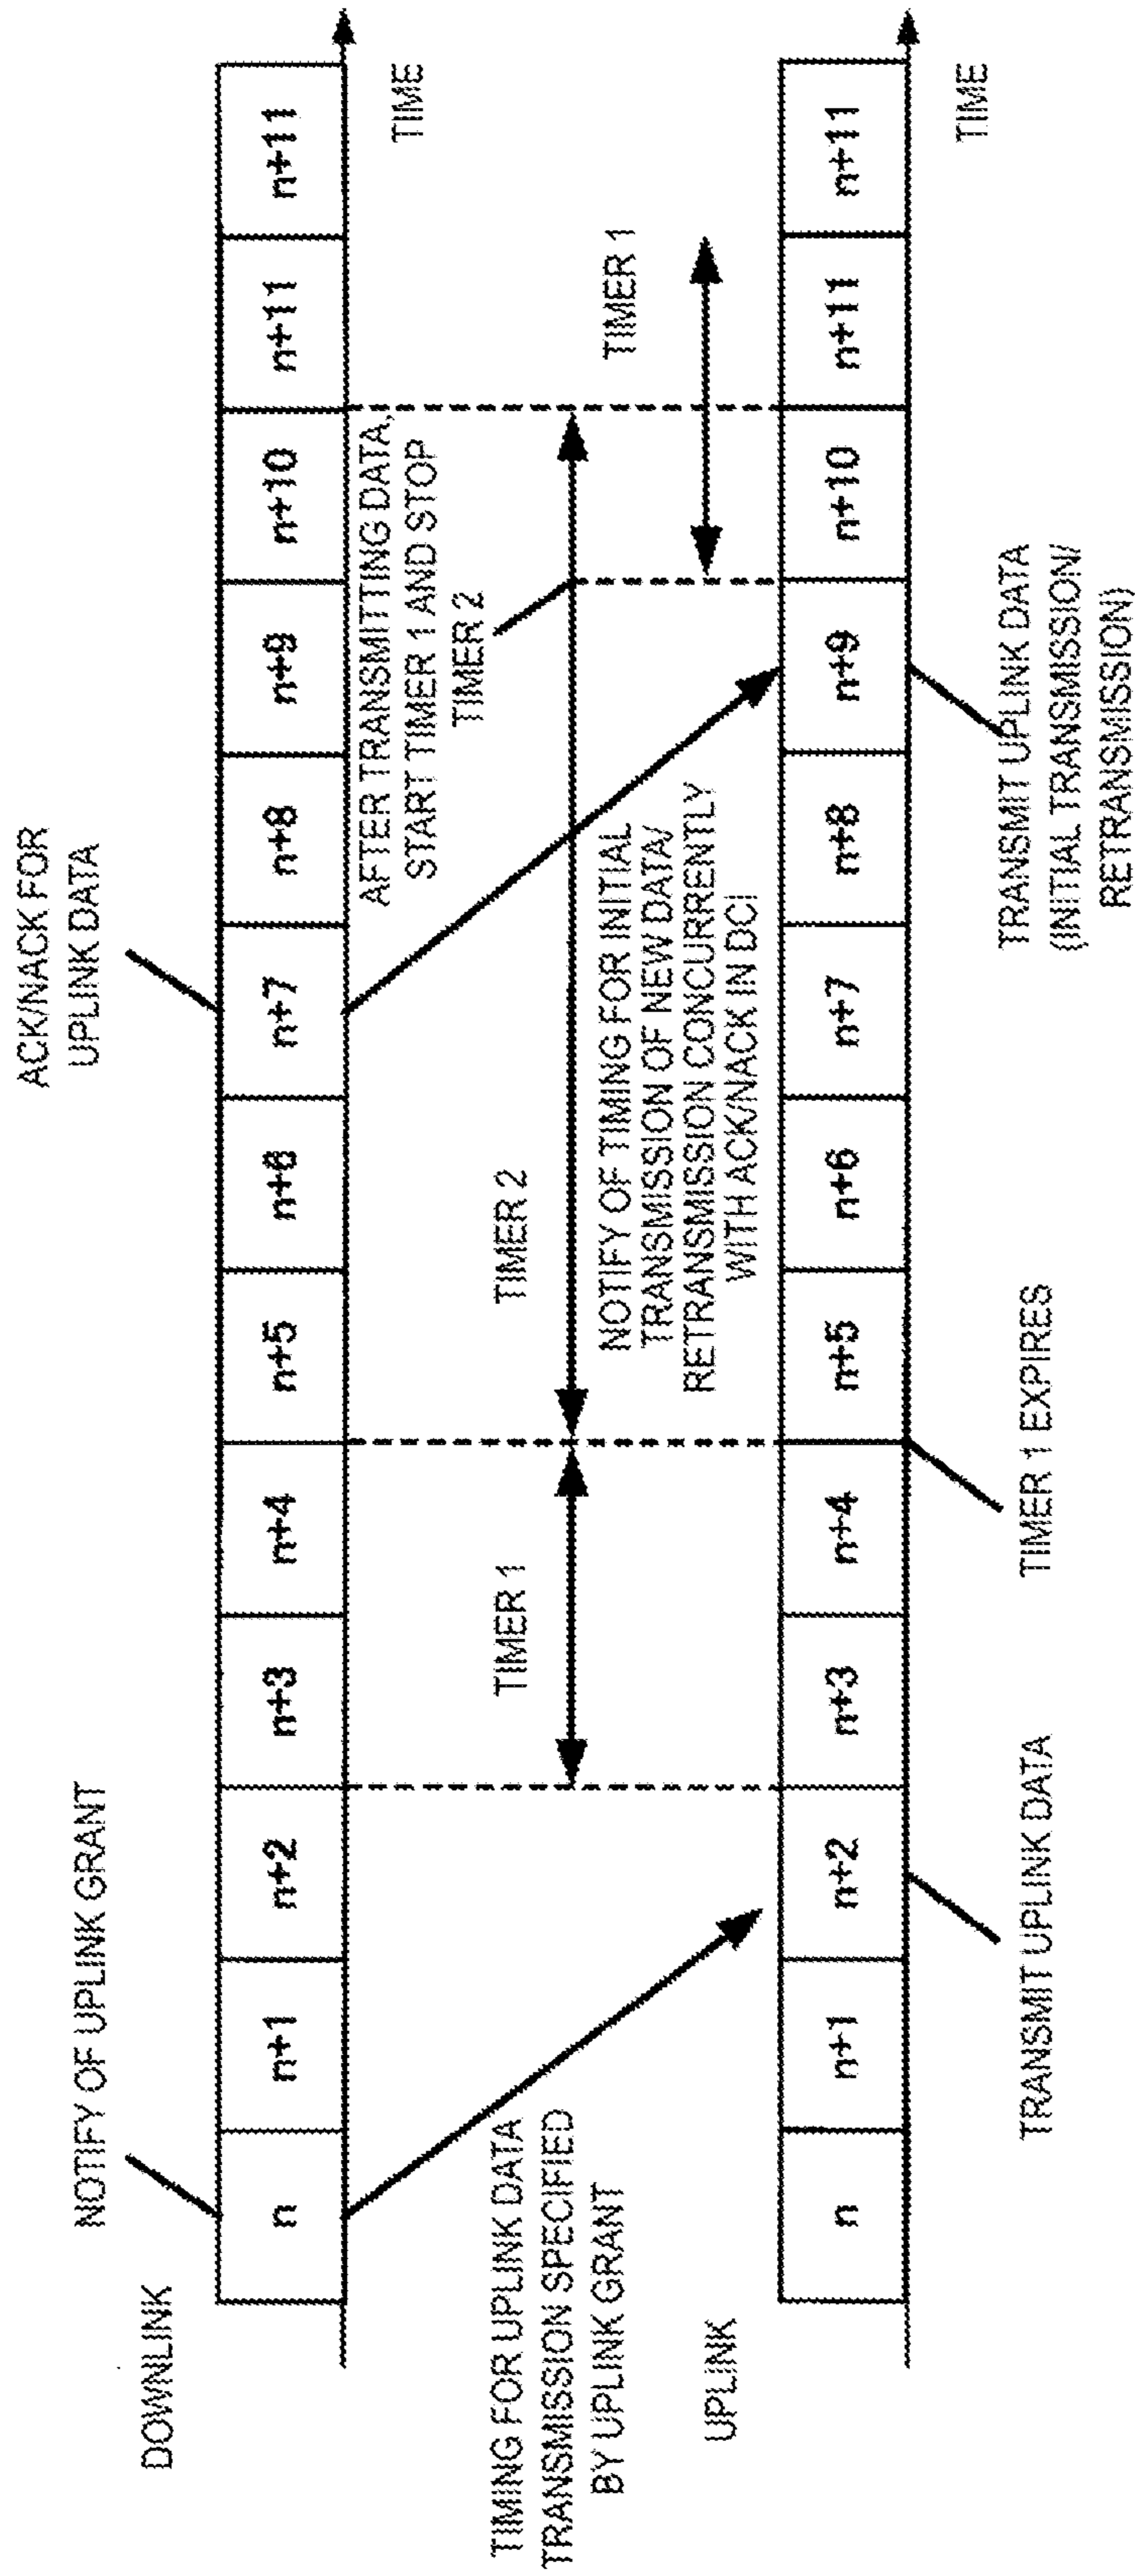 DOWNLINK
NOTIFY OF UPLINK GRANT
ACK/NACK FOR
UPLINK DATA
n
n+1
n+2
n+3
n+4
n+5
n+6
n+7
n+8
n+9
n+10
n+11
n+11
TIME
TIMING FOR UPLINK DATA
TRANSMISSION SPECIFIED
BY UPLINK GRANT
TIMER 1
TIMER 2
AFTER TRANSMITTING DATA,
START TIMER 1 AND STOP
TIMER 2
NOTIFY OF TIMING FOR INITIAL
TRANSMISSION OF NEW DATA/
RETRANSMISSION CONCURRENTLY
WITH ACK/NACK IN DCI
TIMER 1
UPLINK
n
n+1
n+2
n+3
n+4
n+5
n+6
n+7
n+8
n+9
n+10
n+11
n+11
TIME
TRANSMIT UPLINK DATA
TIMER 1 EXPIRES
TRANSMIT UPLINK DATA
(INITIAL TRANSMISSION/
RETRANSMISSION)